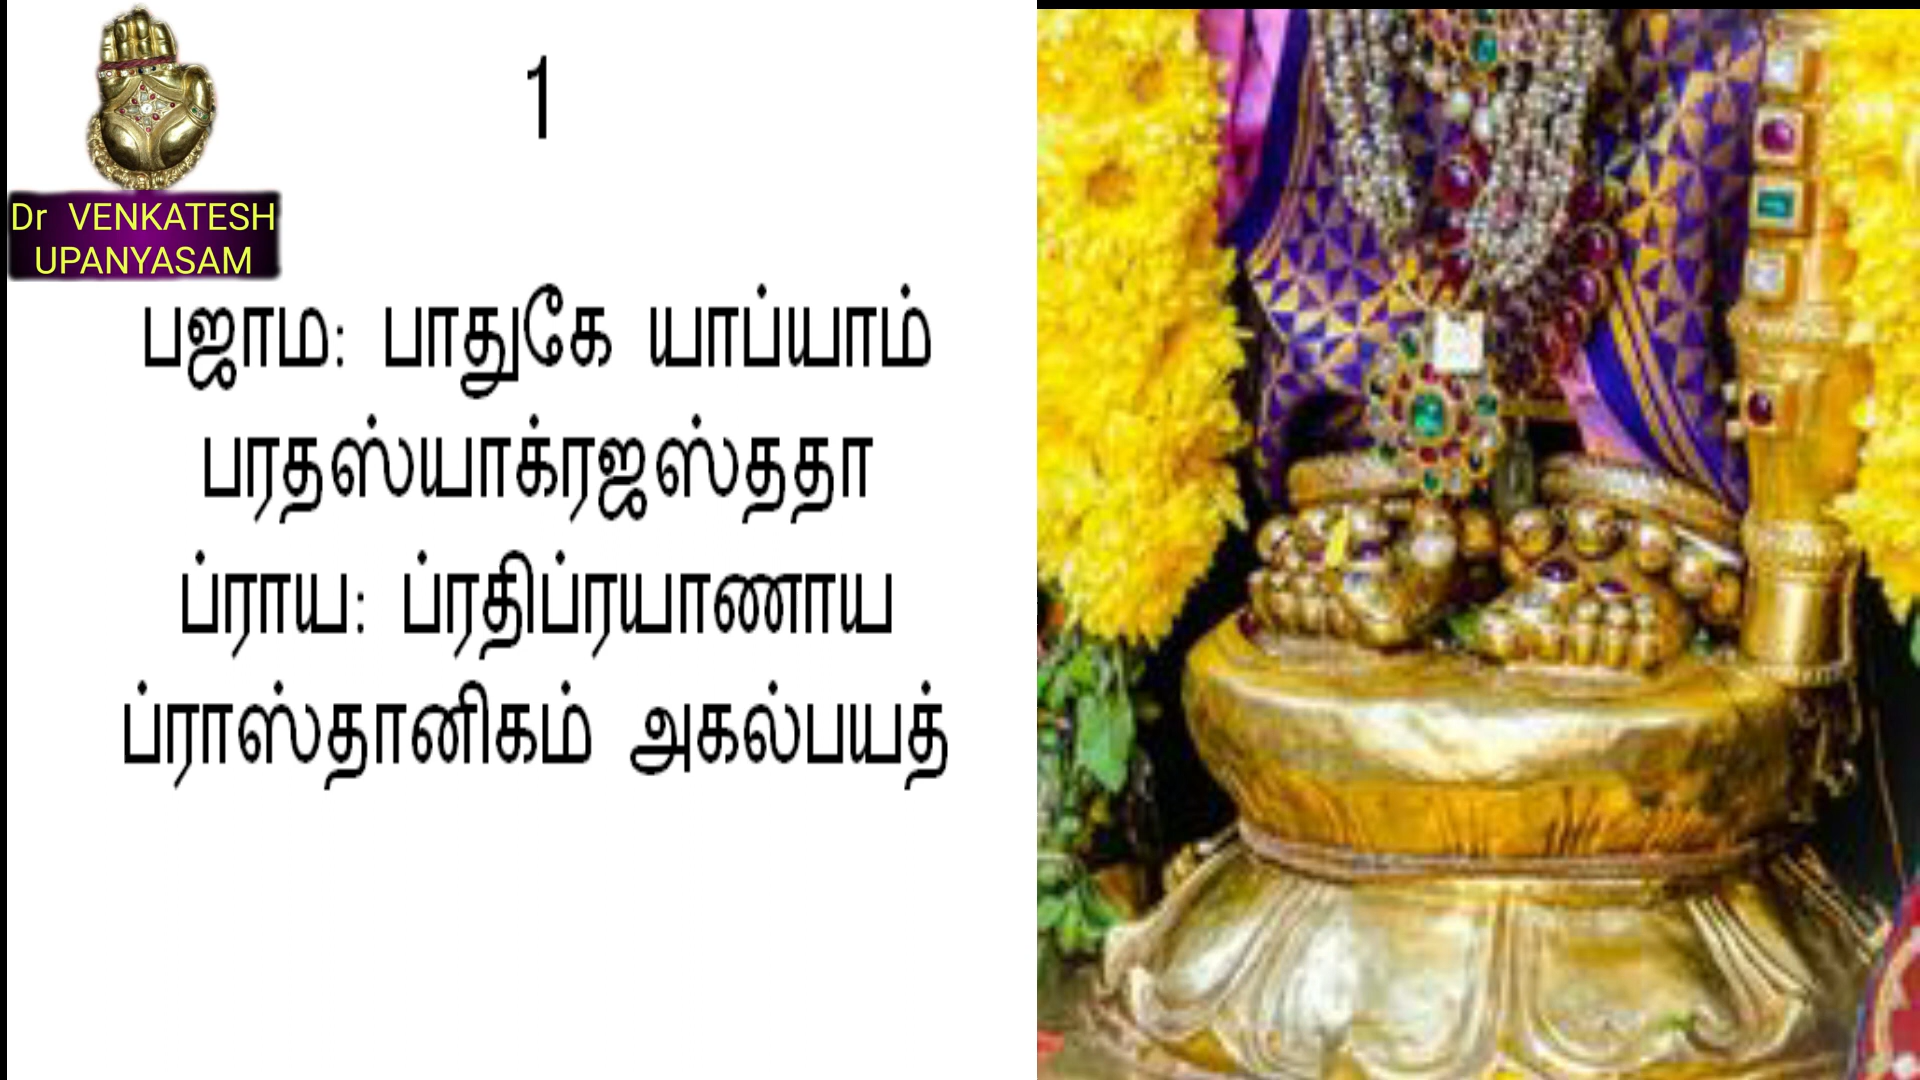 Dr VENKATESH
UPANYASAM
1
பஜாம: பாதுகே யாப்யாம்
பரதஸ்யாக்ரஜஸ்ததா
ப்ராய: ப்ரதிப்ரயாணாய
ப்ராஸ்தானிகம் அகல்பயத்